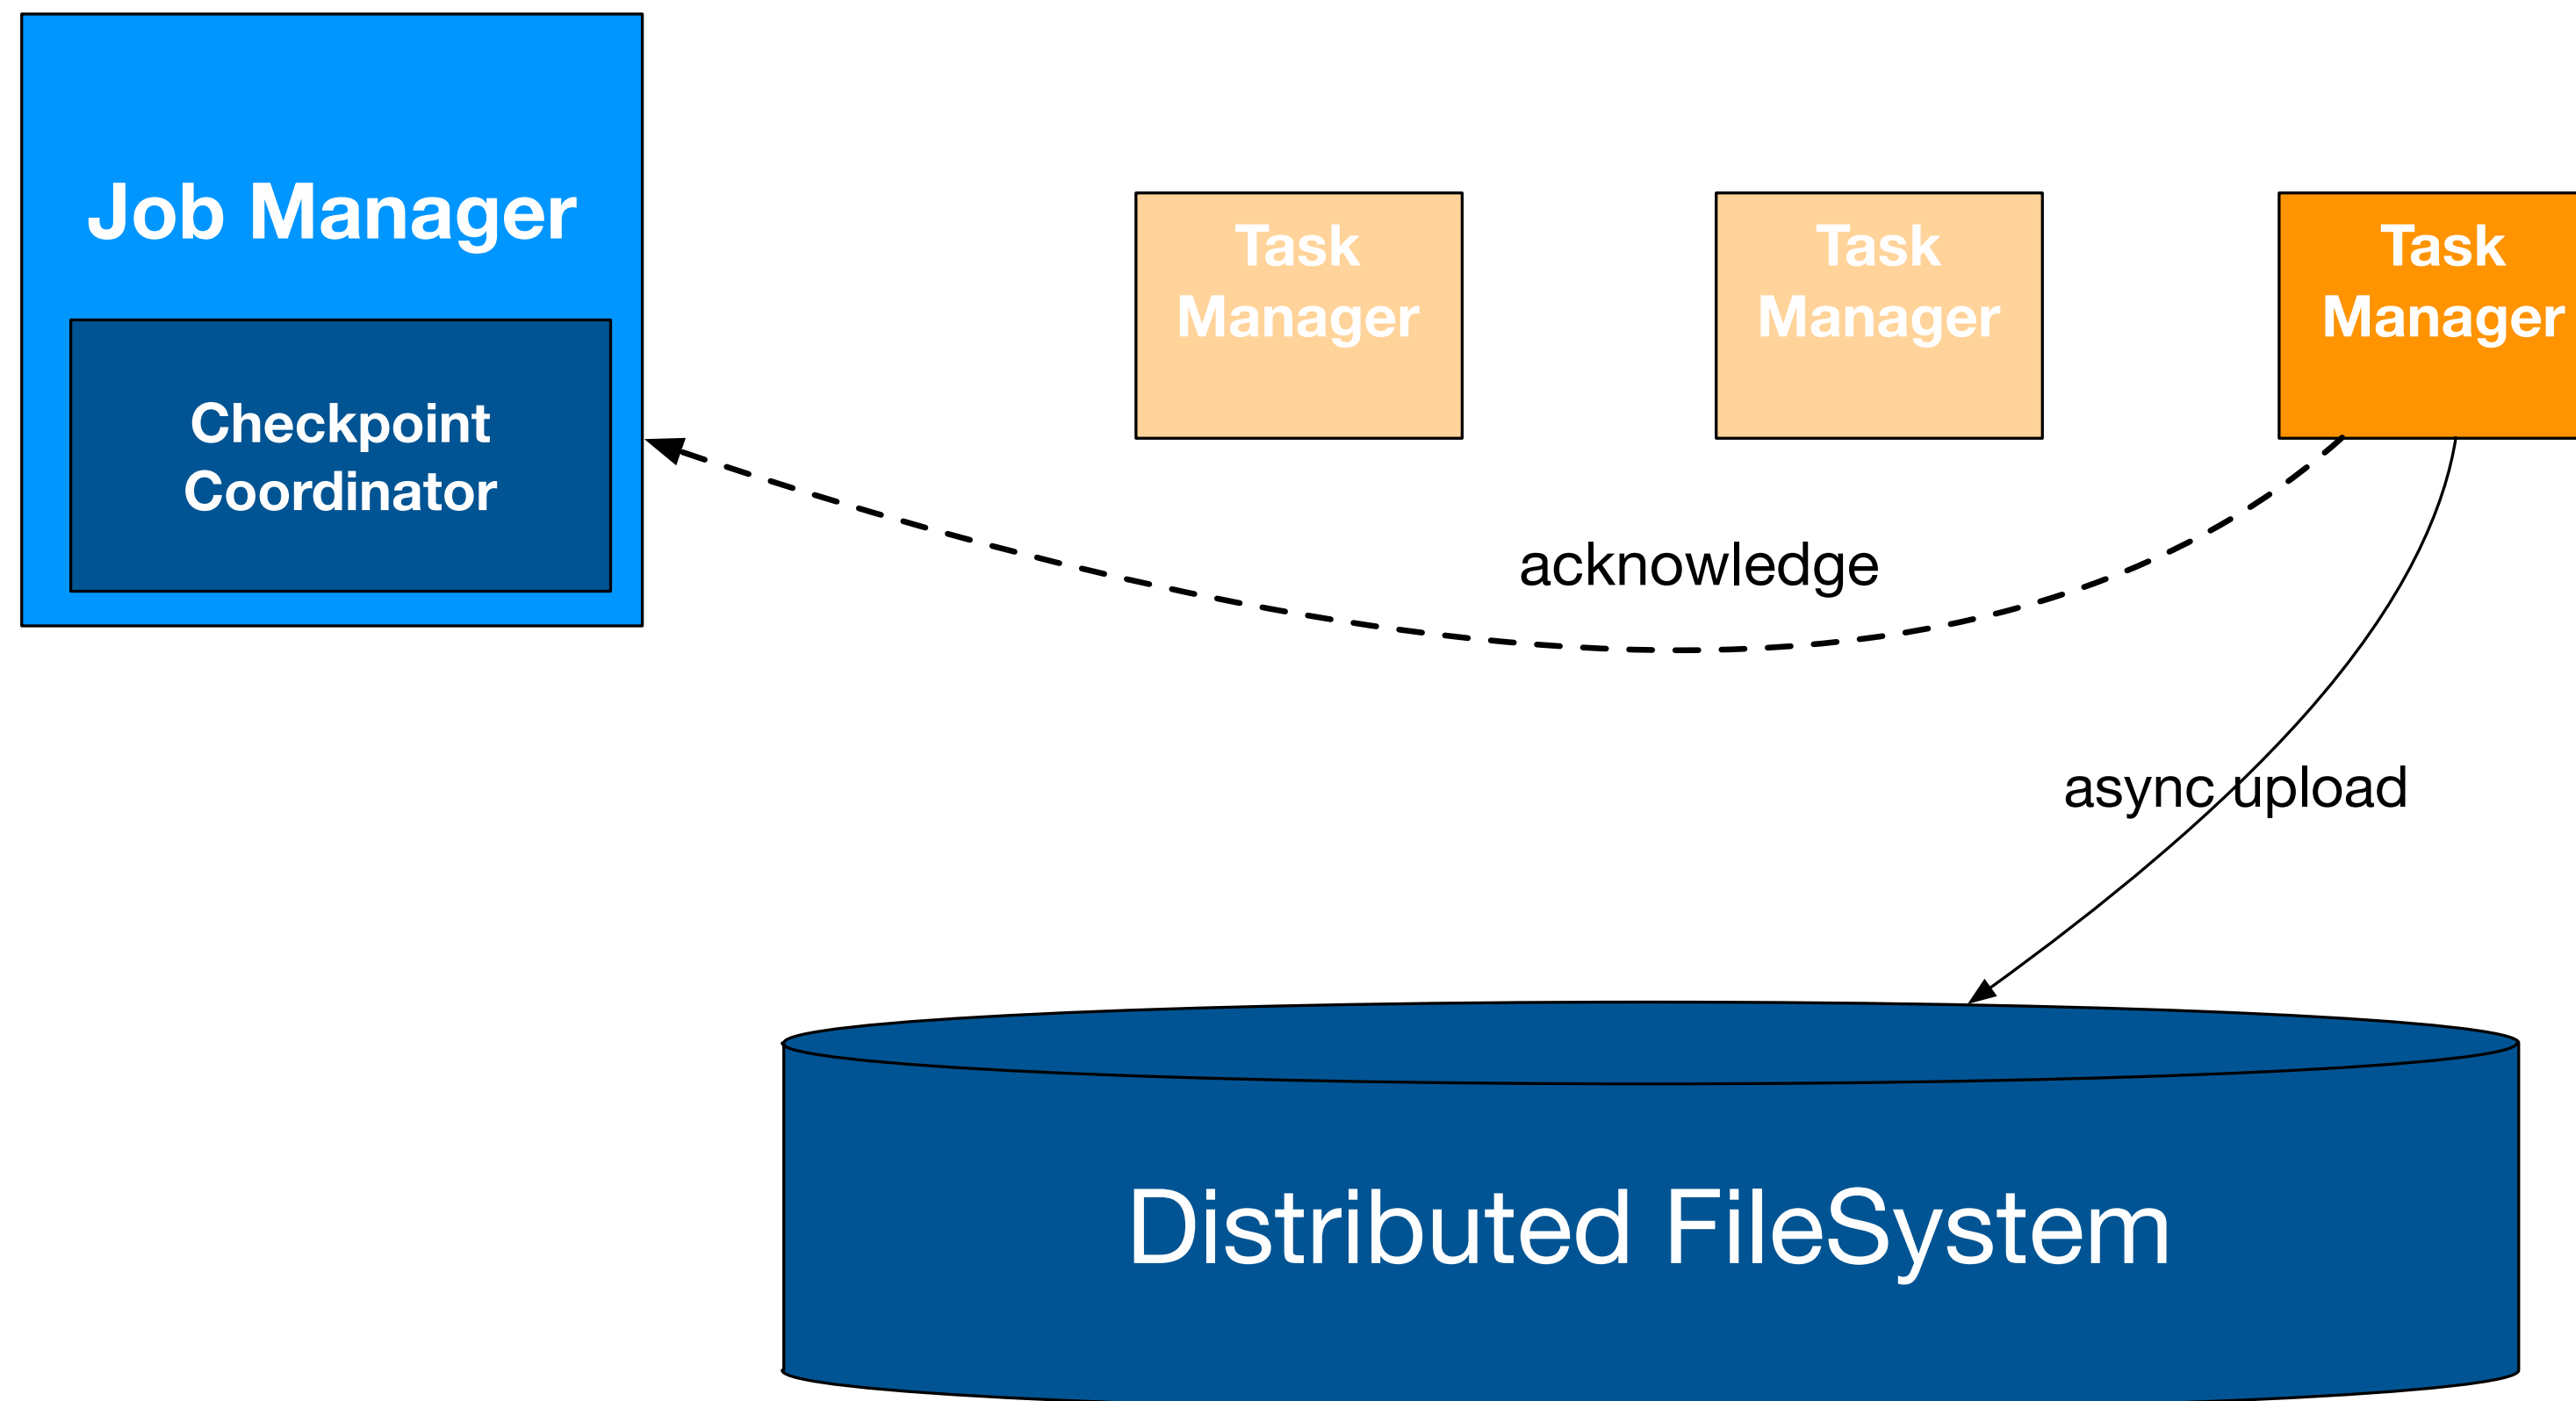 Job Manager
Checkpoint
Coordinator
Task
Manager
Task
Manager
Task
Manager
acknowledge
async upload
Distributed FileSystem